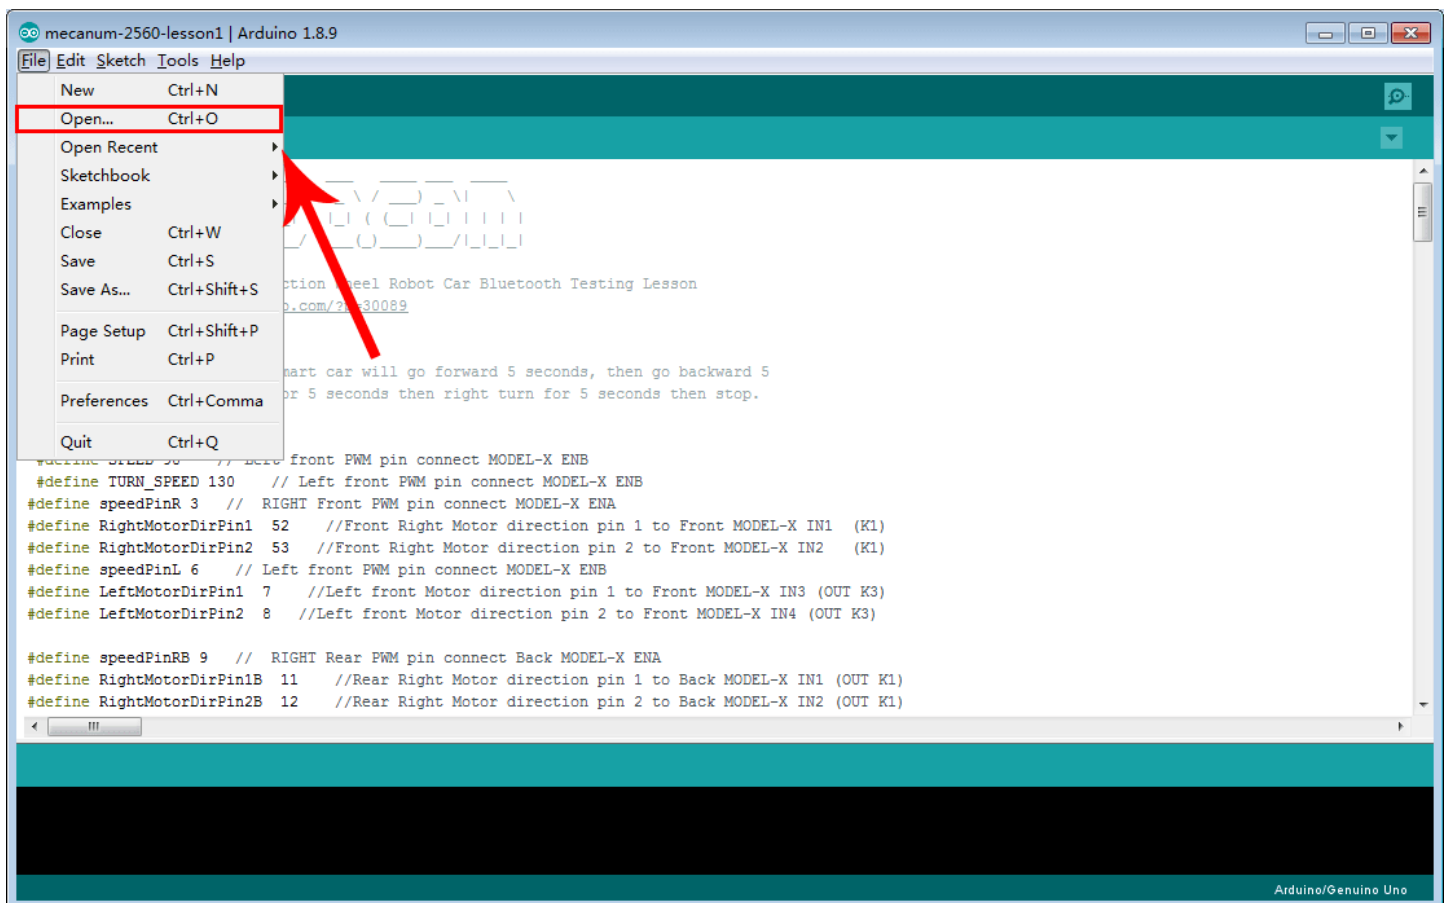 mecanum-2560-lesson1 | Arduino 1.8.9
File Edit Sketch Tools Help
New Ctrl+N
Open... Ctrl+O
Open Recent
Sketchbook
Examples
Close Ctrl+W
Save Ctrl+S
Save As... Ctrl+Shift+S
Page Setup Ctrl+Shift+P
Print Ctrl+P
Preferences Ctrl+Comma
Quit Ctrl+Q
Robot Car Bluetooth Testing Lesson
.com/?
30089
car will go forward 5 seconds, then go backward 5
5 seconds then right turn for 5 seconds then stop.
// Left front PWM pin connect MODEL-X ENB
#define TURN_SPEED 130 // Left front PWM pin connect MODEL-X ENB
#define speedPinR 3 // RIGHT Front PWM pin connect MODEL-X ENA
#define RightMotorDirPin1 52 //Front Right Motor direction pin 1 to Front MODEL-X IN1 (K1)
#define RightMotorDirPin2 53 //Front Right Motor direction pin 2 to Front MODEL-X IN2 (K1)
#define speedPinL 6 // Left front PWM pin connect MODEL-X ENB
#define LeftMotorDirPin1 7 //Left front Motor direction pin 1 to Front MODEL-X IN3 (OUT K3)
#define LeftMotorDirPin2 8 //Left front Motor direction pin 2 to Front MODEL-X IN4 (OUT K3)
#define speedPinRB 9 // RIGHT Rear PWM pin connect Back MODEL-X ENA
#define RightMotorDirPin1B 11 //Rear Right Motor direction pin 1 to Back MODEL-X IN1 (OUT K1)
#define RightMotorDirPin2B 12 //Rear Right Motor direction pin 2 to Back MODEL-X IN2 (OUT K1)
Arduino/Genuino Uno